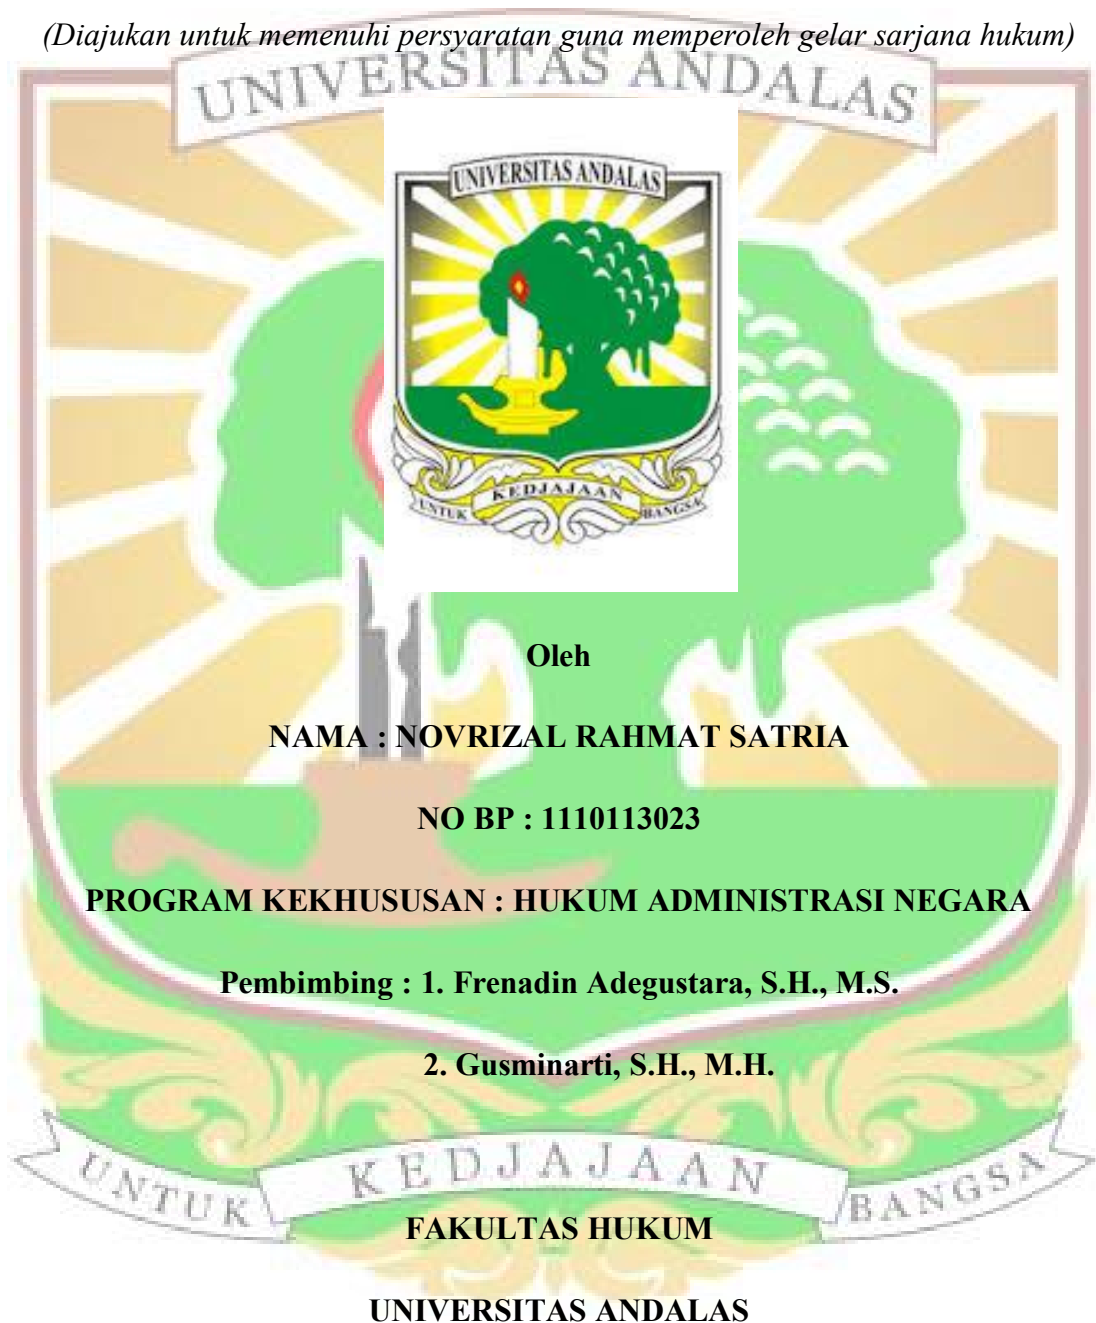 (Diajukan untuk memenuhi persyaratan guna memperoleh gelar sarjana hukum)
UNIVERSITAS ANDALAS
UNIVERSITAS ANDALAS
KEDJAJAAN
UNTUK BANGSA
Oleh
NAMA : NOVRIZAL RAHMAT SATRIA
NO BP : 1110113023
PROGRAM KEKHUSUSAN : HUKUM ADMINISTRASI NEGARA
Pembimbing : 1. Frenadin Adegustara, S.H., M.S.
2. Gusminarti, S.H., M.H.
UNTUK KEDJAJAAN BANGSA
FAKULTAS HUKUM
UNIVERSITAS ANDALAS